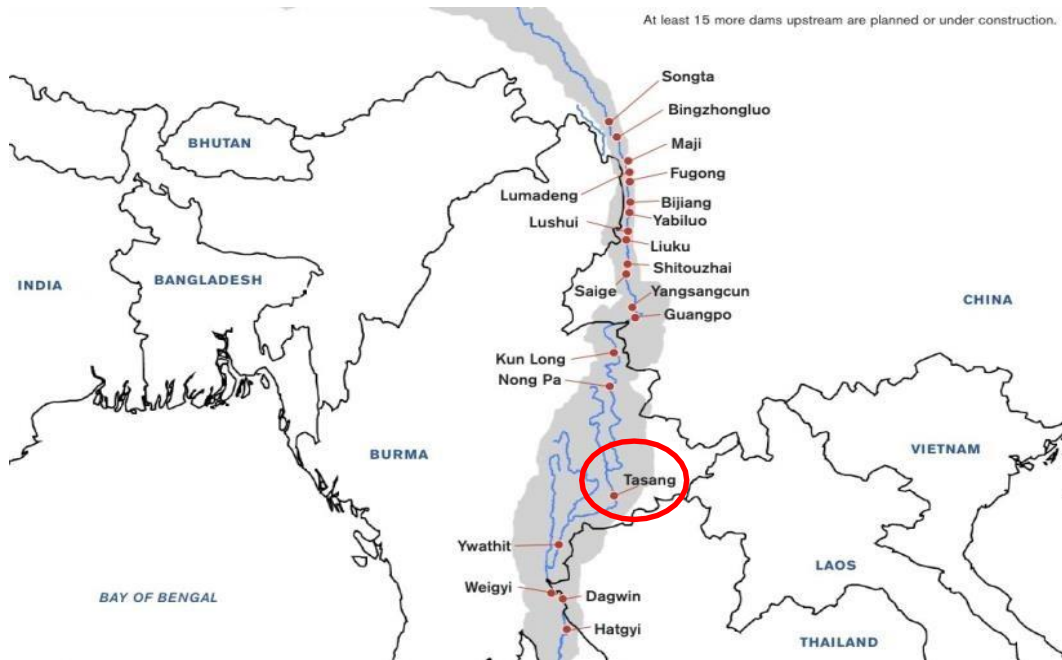 At least 15 more dams upstream are planned or under construction.
Songta
Bingzhongluo
BHUTAN
Maji
Fugong
Lumadeng
Bijiang
Yabiluo
Lushui
Liuku
Shitouzhai
INDIA
BANGLADESH
Saige
Yangsangcun
CHINA
Guangpo
Kun Long
Nong Pa
BURMA
VIETNAM
Tasang
Ywathit
LAOS
Weigyi
Dagwin
BAY OF BENGAL
Hatgyi
THAILAND